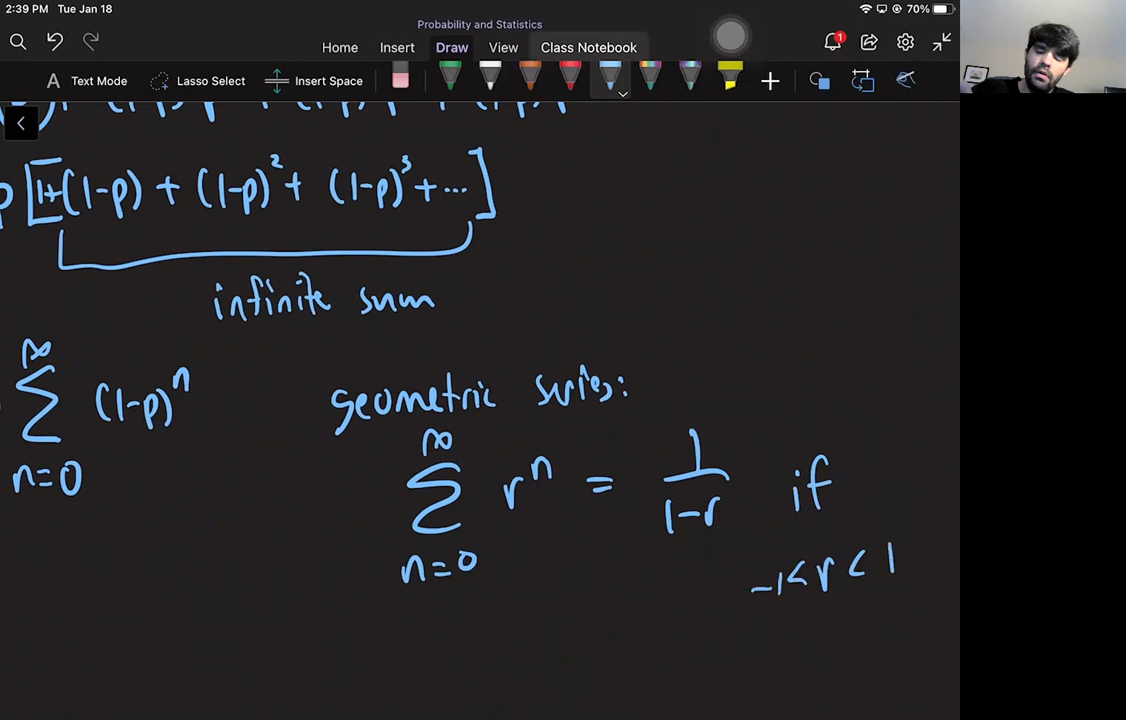 2:39 PM Tue Jan 18
70%
Probability and Statistics
Home Insert Draw View Class Notebook
1
A Text Mode Lasso Select Insert Space
p [1+(1-p) + (1-p)² + (1-p)³ + ...]
infinite sum
∞
∑ (1-p)ⁿ
n=0
geometric series:
∞
∑ rⁿ = 1/(1-r) if
n=0
-1 < r < 1